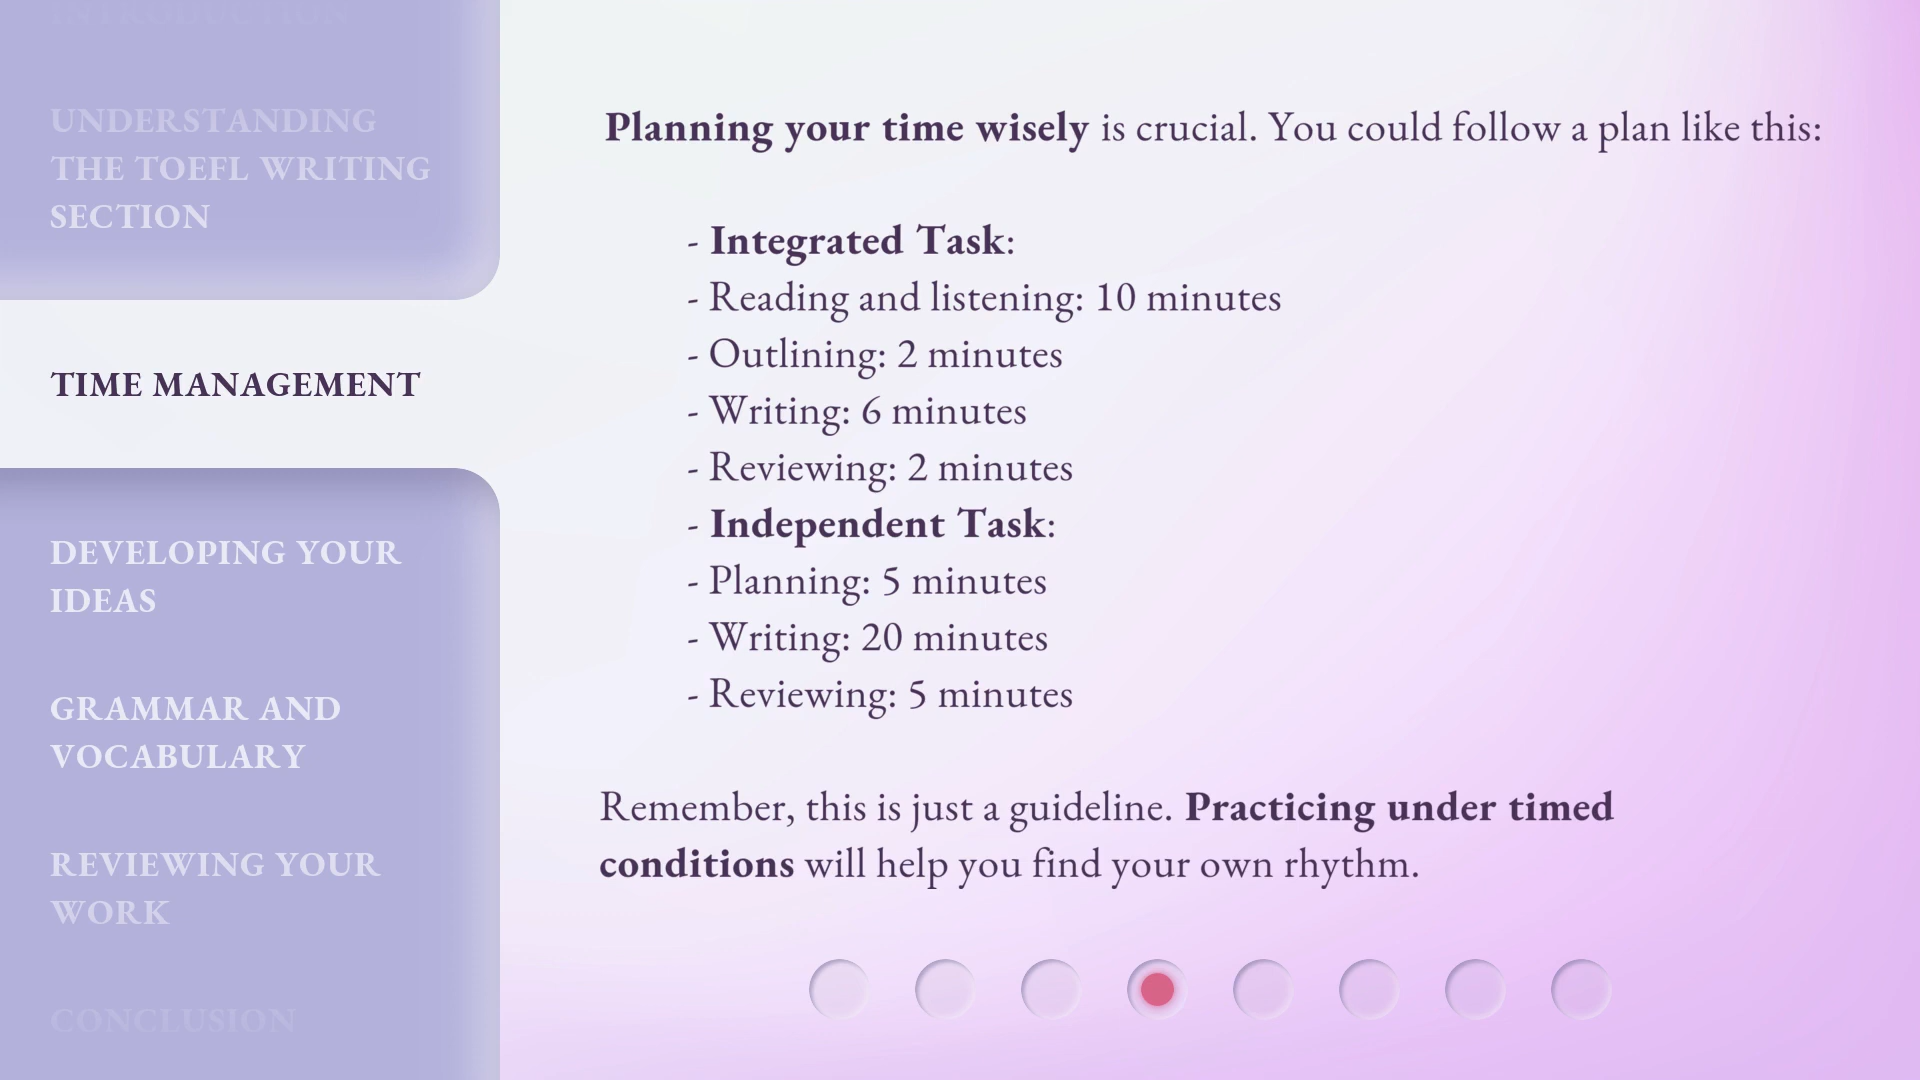 INTRODUCTION
UNDERSTANDING
THE TOEFL WRITING
SECTION
TIME MANAGEMENT
DEVELOPING YOUR
IDEAS
GRAMMAR AND
VOCABULARY
REVIEWING YOUR
WORK
CONCLUSION
Planning your time wisely is crucial. You could follow a plan like this:
- Integrated Task:
- Reading and listening: 10 minutes
- Outlining: 2 minutes
- Writing: 6 minutes
- Reviewing: 2 minutes
- Independent Task:
- Planning: 5 minutes
- Writing: 20 minutes
- Reviewing: 5 minutes
Remember, this is just a guideline. Practicing under timed
conditions will help you find your own rhythm.